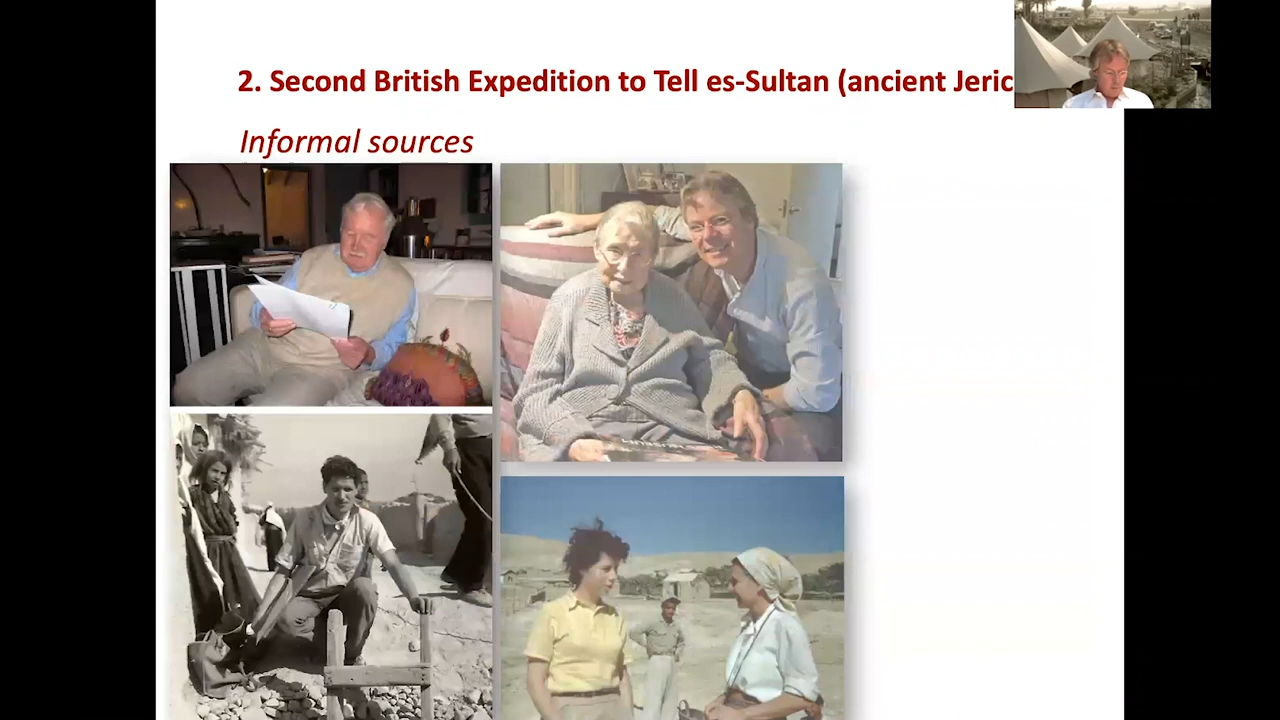 2. Second British Expedition to Tell es-Sultan (ancient Jeric
Informal sources